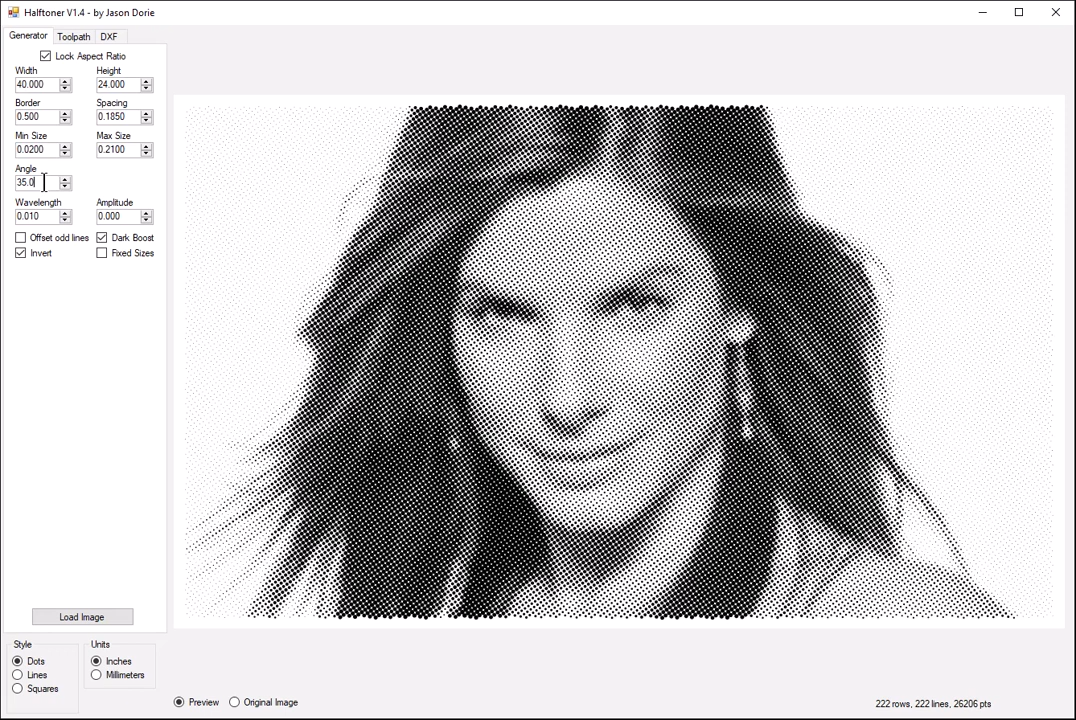 Halftoner V1.4 - by Jason Dorie
Generator Toolpath DXF
Lock Aspect Ratio
Width Height
40.000 24.000
Border Spacing
0.500 0.1850
Min Size Max Size
0.0200 0.2100
Angle
35.0
Wavelength Amplitude
0.010 0.000
Offset odd lines Dark Boost
Invert Fixed Sizes
Load Image
Style Units
Dots Inches
Lines Millimeters
Squares
Preview Original Image
222 rows, 222 lines, 26206 pts